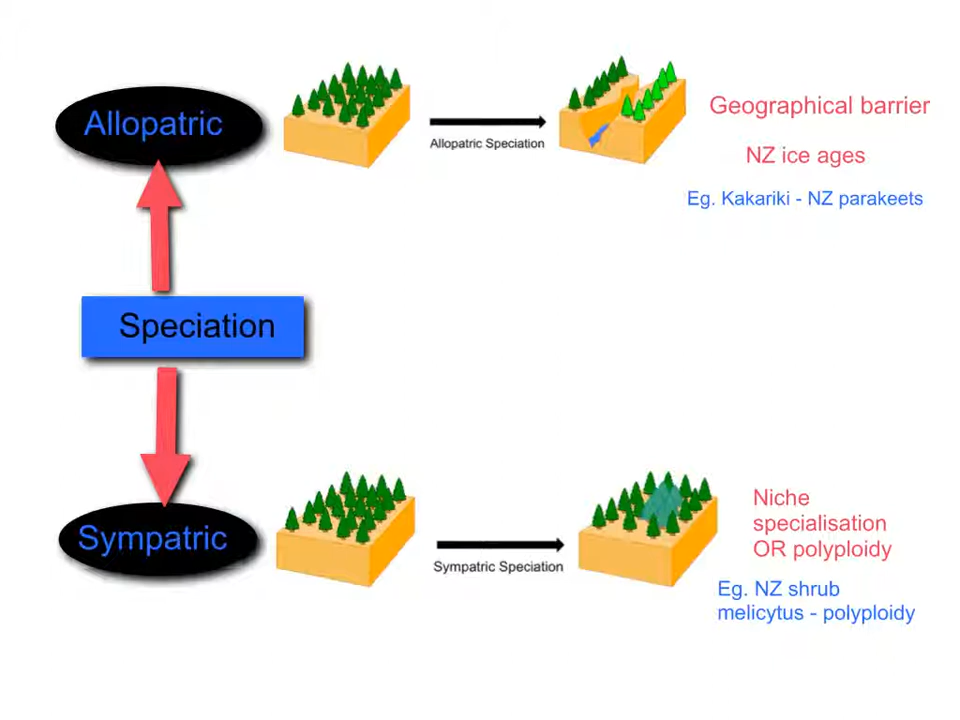 Allopatric
Allopatric Speciation
Geographical barrier
NZ ice ages
Eg. Kakariki - NZ parakeets
Speciation
Sympatric
Sympatric Speciation
Niche
specialisation
OR polyploidy
Eg. NZ shrub
melicytus - polyploidy